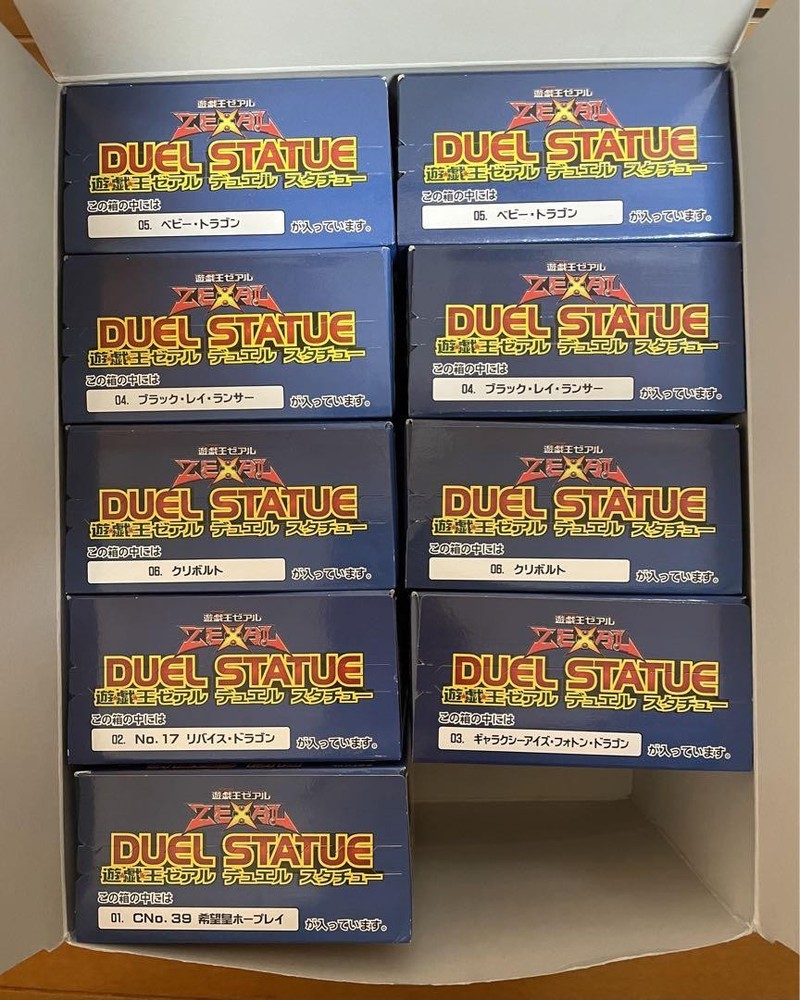 遊戯王ゼアル
ZEXAL
DUEL STATUE
遊戯王ゼアル デュエル スタチュー
この箱の中には
05. ベビー・トラゴン
が入っています。
遊戯王ゼアル
ZEXAL
DUEL STATUE
遊戯王ゼアル デュエル スタチュー
この箱の中には
05. ベビー・トラゴン
が入っています。
遊戯王ゼアル
ZEXAL
DUEL STATUE
遊戯王ゼアル デュエル スタチュー
この箱の中には
04. ブラック・レイ・ランサー
が入っています。
遊戯王ゼアル
ZEXAL
DUEL STATUE
遊戯王ゼアル デュエル スタチュー
この箱の中には
04. ブラック・レイ・ランサー
が入っています。
遊戯王ゼアル
ZEXAL
DUEL STATUE
遊戯王ゼアル デュエル スタチュー
この箱の中には
06. クリボルト
が入っています。
遊戯王ゼアル
ZEXAL
DUEL STATUE
遊戯王ゼアル デュエル スタチュー
この箱の中には
06. クリボルト
が入っています。
遊戯王ゼアル
ZEXAL
DUEL STATUE
遊戯王ゼアル デュエル スタチュー
この箱の中には
02. No.17 リバイス・ドラゴン
が入っています。
遊戯王ゼアル
ZEXAL
DUEL STATUE
遊戯王ゼアル デュエル スタチュー
この箱の中には
03. ギャラクシーアイズ・フォトン・ドラゴン
が入っています。
遊戯王ゼアル
ZEXAL
DUEL STATUE
遊戯王ゼアル デュエル スタチュー
この箱の中には
01. CNo.39 希望皇ホープレイ
が入っています。